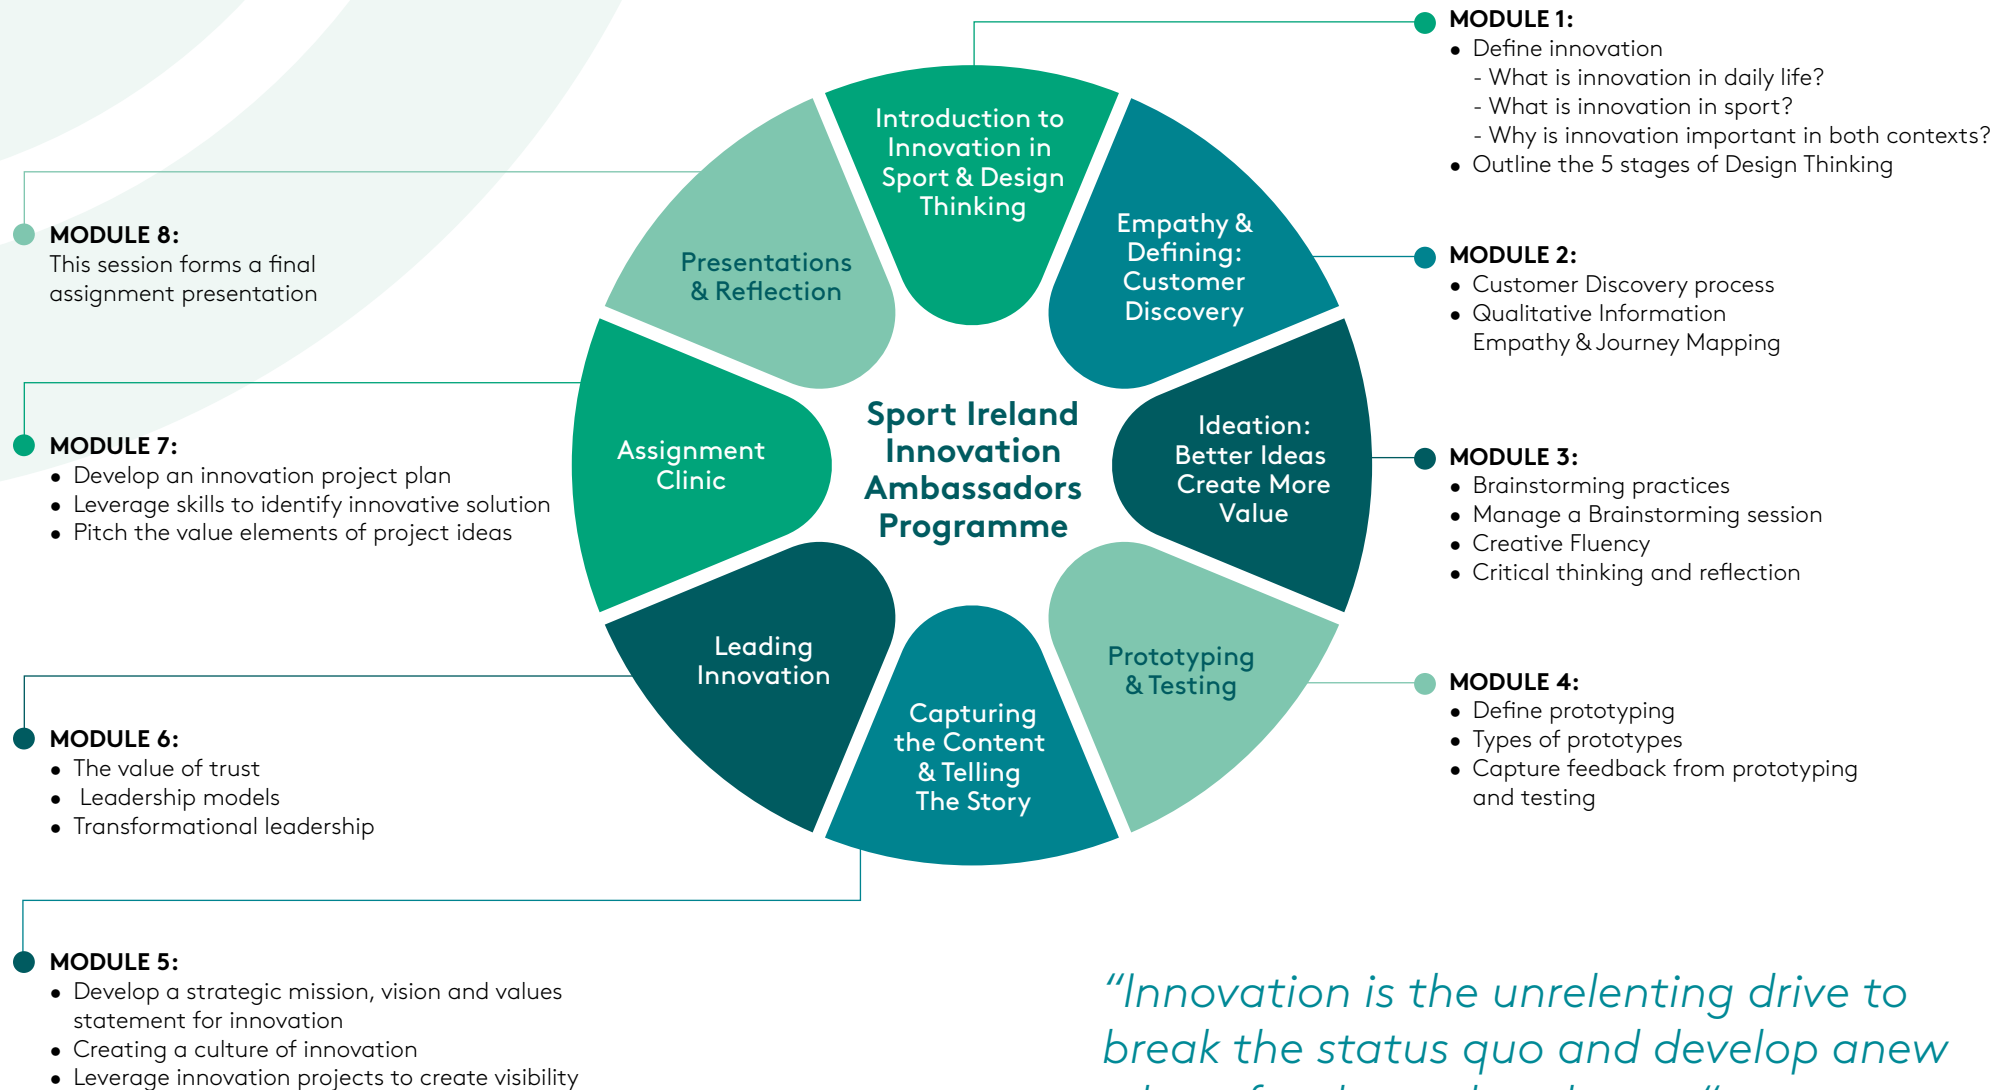 Sport Ireland
Innovation
Ambassadors
Programme
Introduction to
Innovation in
Sport & Design
Thinking
Empathy &
Defining:
Customer
Discovery
Ideation:
Better Ideas
Create More
Value
Prototyping
& Testing
Capturing
the Content
& Telling
The Story
Leading
Innovation
Assignment
Clinic
Presentations
& Reflection
MODULE 1:
• Define innovation
- What is innovation in daily life?
- What is innovation in sport?
- Why is innovation important in both contexts?
• Outline the 5 stages of Design Thinking
MODULE 2:
• Customer Discovery process
• Qualitative Information
Empathy & Journey Mapping
MODULE 3:
• Brainstorming practices
• Manage a Brainstorming session
• Creative Fluency
• Critical thinking and reflection
MODULE 4:
• Define prototyping
• Types of prototypes
• Capture feedback from prototyping
and testing
MODULE 5:
• Develop a strategic mission, vision and values
statement for innovation
• Creating a culture of innovation
• Leverage innovation projects to create visibility
MODULE 6:
• The value of trust
• Leadership models
• Transformational leadership
MODULE 7:
• Develop an innovation project plan
• Leverage skills to identify innovative solution
• Pitch the value elements of project ideas
MODULE 8:
This session forms a final
assignment presentation
“Innovation is the unrelenting drive to
break the status quo and develop anew